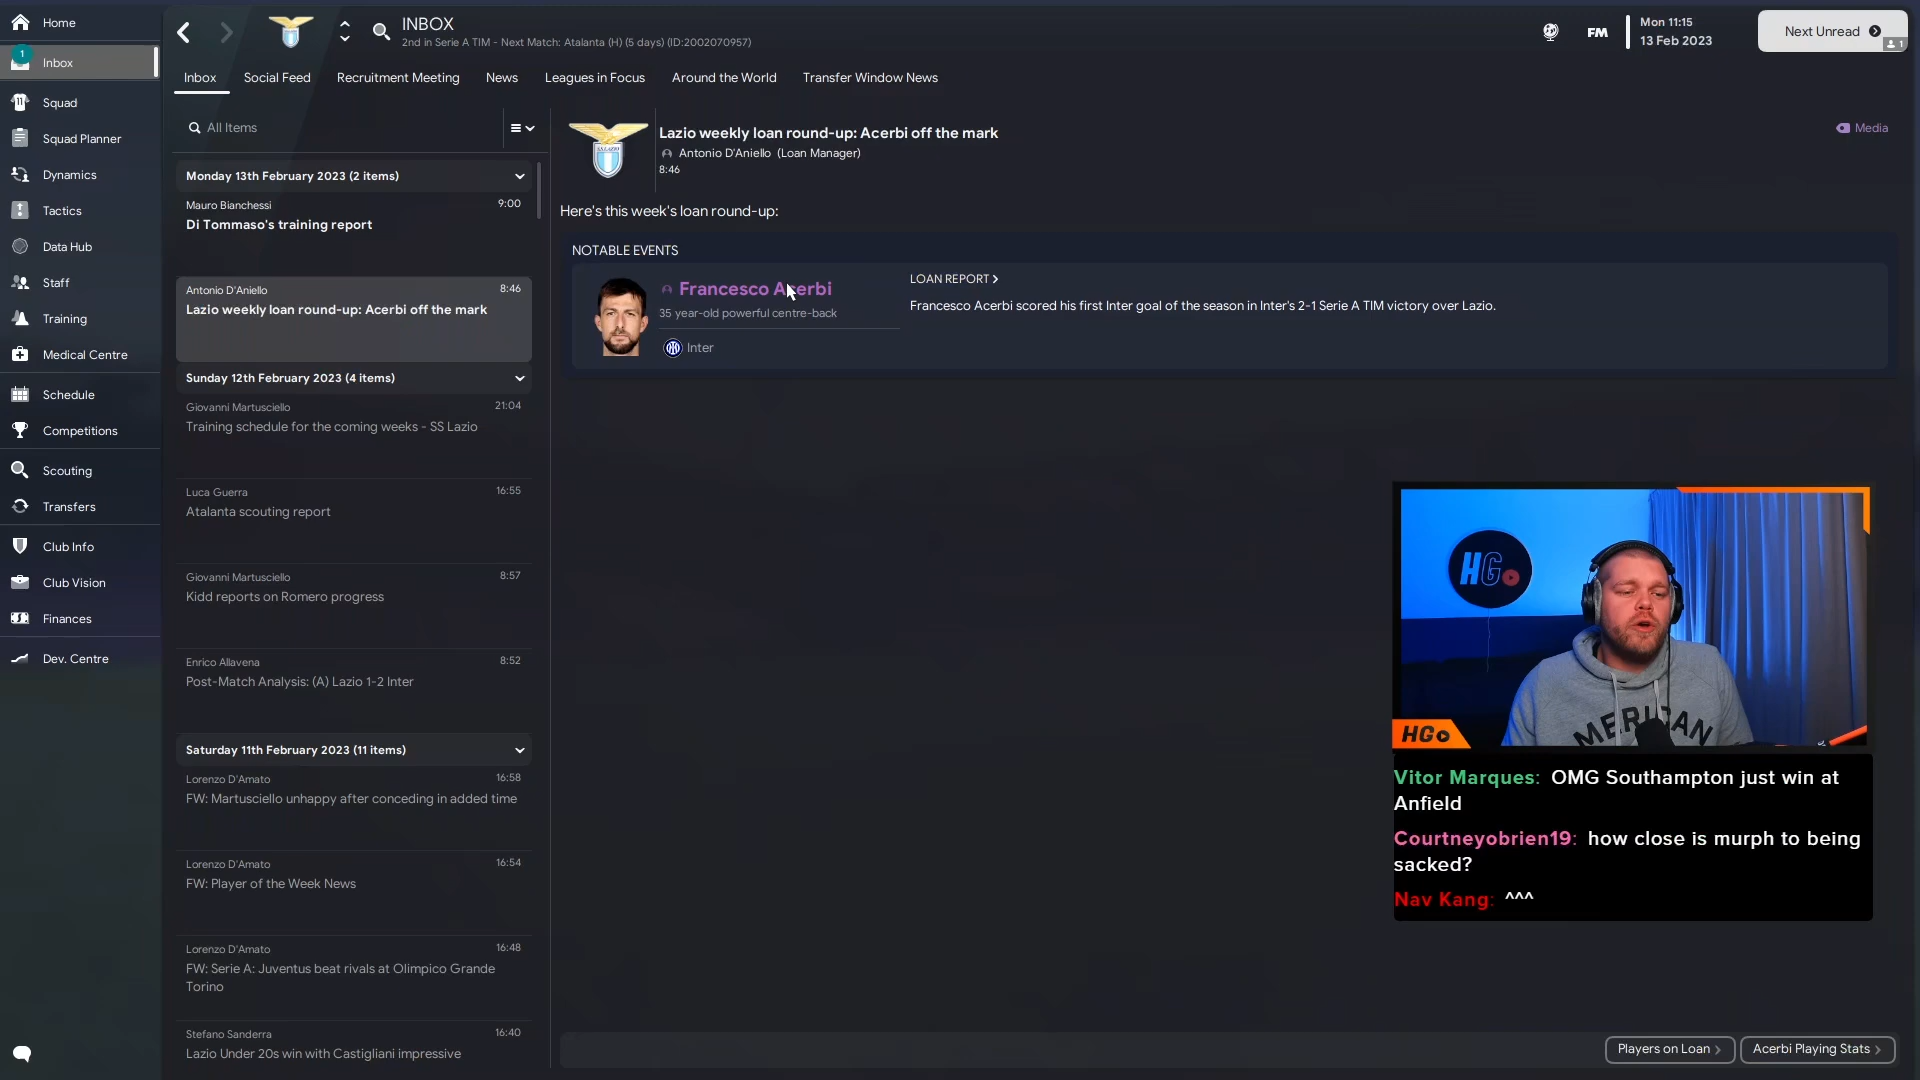 Home
1
Inbox
Squad
Squad Planner
Dynamics
Tactics
Data Hub
Staff
Training
Medical Centre
Schedule
Competitions
Scouting
Transfers
Club Info
Club Vision
Finances
Dev. Centre
INBOX
2nd in Serie A TIM - Next Match: Atalanta (H) (5 days) (ID:2002070957)
FM
Mon 11:15
13 Feb 2023
Next Unread
1
Inbox Social Feed Recruitment Meeting News Leagues in Focus Around the World Transfer Window News
All Items
Monday 13th February 2023 (2 items)
Mauro Bianchessi 9:00
Di Tommaso's training report
Antonio D'Aniello 8:46
Lazio weekly loan round-up: Acerbi off the mark
Sunday 12th February 2023 (4 items)
Giovanni Martusciello 21:04
Training schedule for the coming weeks - SS Lazio
Luca Guerra 16:55
Atalanta scouting report
Giovanni Martusciello 8:57
Kidd reports on Romero progress
Enrico Allavena 8:52
Post-Match Analysis: (A) Lazio 1-2 Inter
Saturday 11th February 2023 (11 items)
Lorenzo D'Amato 16:58
FW: Martusciello unhappy after conceding in added time
Lorenzo D'Amato 16:54
FW: Player of the Week News
Lorenzo D'Amato 16:48
FW: Serie A: Juventus beat rivals at Olimpico Grande
Torino
Stefano Sanderra 16:40
Lazio Under 20s win with Castigliani impressive
Lazio weekly loan round-up: Acerbi off the mark
Antonio D'Aniello (Loan Manager)
8:46
Media
Here's this week's loan round-up:
NOTABLE EVENTS
Francesco Acerbi
35 year-old powerful centre-back
Inter
LOAN REPORT
Francesco Acerbi scored his first Inter goal of the season in Inter's 2-1 Serie A TIM victory over Lazio.
HG
HG
Vitor Marques: OMG Southampton just win at
Anfield
Courtneyobrien19: how close is murph to being
sacked?
Nav Kang: ^^^
Players on Loan
Acerbi Playing Stats